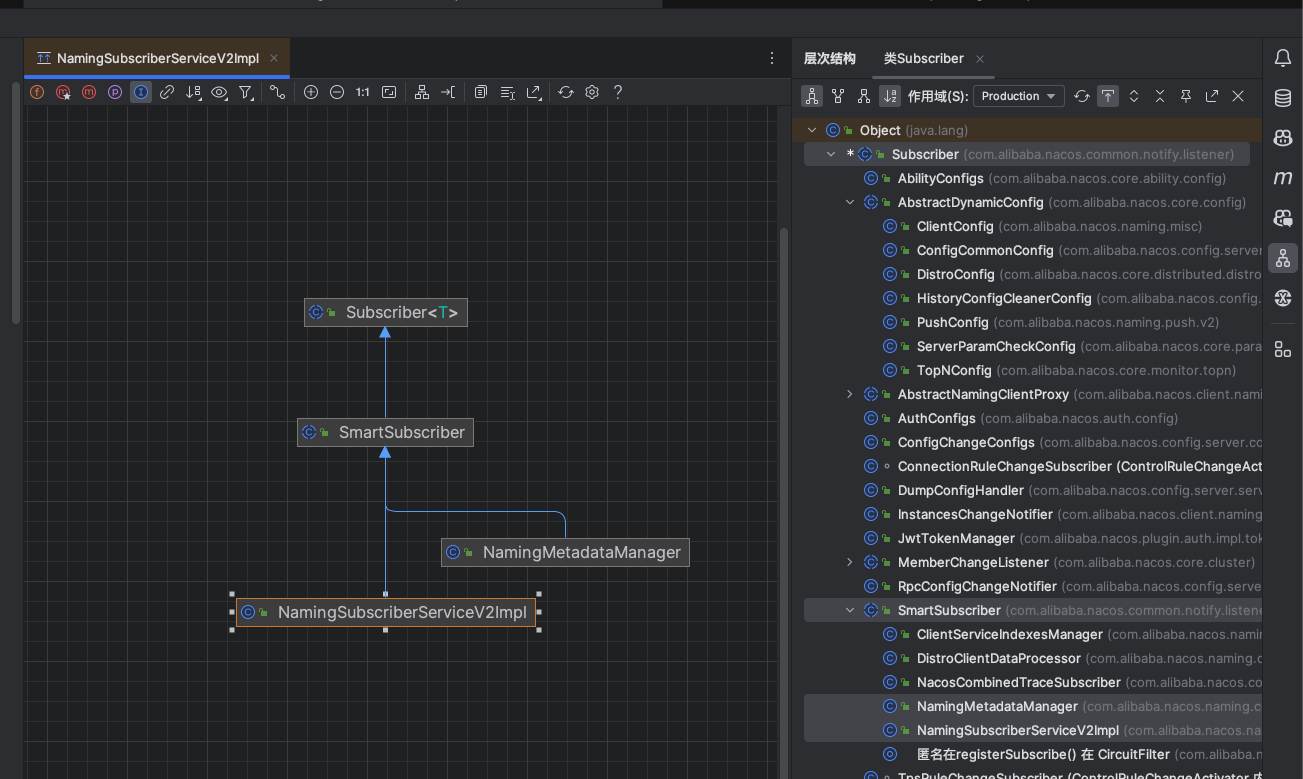 NamingSubscriberServiceV2Impl
1:1
Subscriber<T>
SmartSubscriber
NamingMetadataManager
NamingSubscriberServiceV2Impl
层次结构 类Subscriber
作用域(S): Production
Object (java.lang)
* Subscriber (com.alibaba.nacos.common.notify.listener)
AbilityConfigs (com.alibaba.nacos.core.ability.config)
AbstractDynamicConfig (com.alibaba.nacos.core.config)
ClientConfig (com.alibaba.nacos.naming.misc)
ConfigCommonConfig (com.alibaba.nacos.config.server
DistroConfig (com.alibaba.nacos.core.distributed.distro
HistoryConfigCleanerConfig (com.alibaba.nacos.config.
PushConfig (com.alibaba.nacos.naming.push.v2)
ServerParamCheckConfig (com.alibaba.nacos.core.para
TopNConfig (com.alibaba.nacos.core.monitor.topn)
AbstractNamingClientProxy (com.alibaba.nacos.client.nami
AuthConfigs (com.alibaba.nacos.auth.config)
ConfigChangeConfigs (com.alibaba.nacos.config.server.co
ConnectionRuleChangeSubscriber (ControlRuleChangeAct
DumpConfigHandler (com.alibaba.nacos.config.server.serv
InstancesChangeNotifier (com.alibaba.nacos.client.naming
JwtTokenManager (com.alibaba.nacos.plugin.auth.impl.tok
MemberChangeListener (com.alibaba.nacos.core.cluster)
RpcConfigChangeNotifier (com.alibaba.nacos.config.serve
SmartSubscriber (com.alibaba.nacos.common.notify.listene
ClientServiceIndexesManager (com.alibaba.nacos.namin
DistroClientDataProcessor (com.alibaba.nacos.naming.c
NacosCombinedTraceSubscriber (com.alibaba.nacos.co
NamingMetadataManager (com.alibaba.nacos.naming.c
NamingSubscriberServiceV2Impl (com.alibaba.nacos.na
匿名在registerSubscribe() 在 CircuitFilter (com.alibaba.n
TpsRuleChangeSubscriber (ControlRuleChangeActivator 内